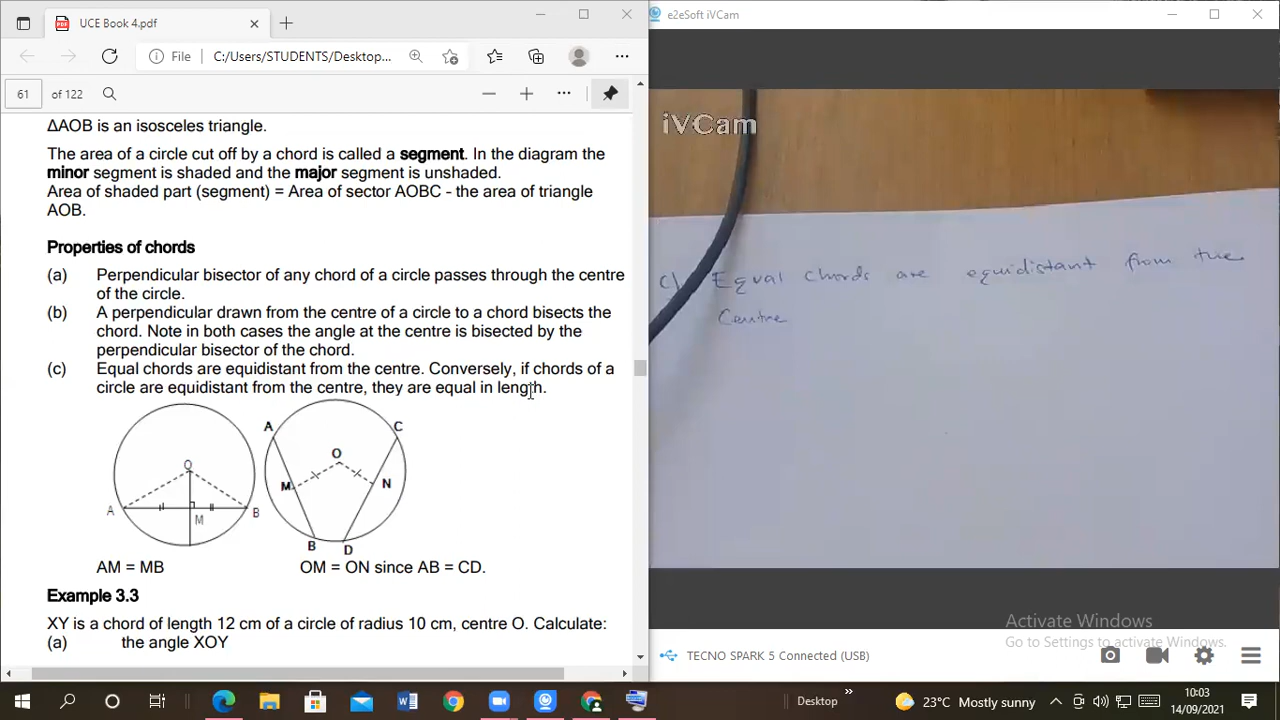 UCE Book 4.pdf
File
C:/Users/STUDENTS/Desktop...
61
of 122
ΔAOB is an isosceles triangle.
The area of a circle cut off by a chord is called a segment. In the diagram the
minor segment is shaded and the major segment is unshaded.
Area of shaded part (segment) = Area of sector AOBC - the area of triangle
AOB.
Properties of chords
(a) Perpendicular bisector of any chord of a circle passes through the centre
of the circle.
(b) A perpendicular drawn from the centre of a circle to a chord bisects the
chord. Note in both cases the angle at the centre is bisected by the
perpendicular bisector of the chord.
(c) Equal chords are equidistant from the centre. Conversely, if chords of a
circle are equidistant from the centre, they are equal in length.
O
A
M
B
A
C
O
M
N
B
D
AM = MB
OM = ON since AB = CD.
Example 3.3
XY is a chord of length 12 cm of a circle of radius 10 cm, centre O. Calculate:
(a) the angle XOY
e2eSoft iVCam
iVCam
c) Equal chords are equidistant from the
Centre
Activate Windows
Go to Settings to activate Windows.
TECNO SPARK 5 Connected (USB)
Desktop
23°C Mostly sunny
10:03
14/09/2021